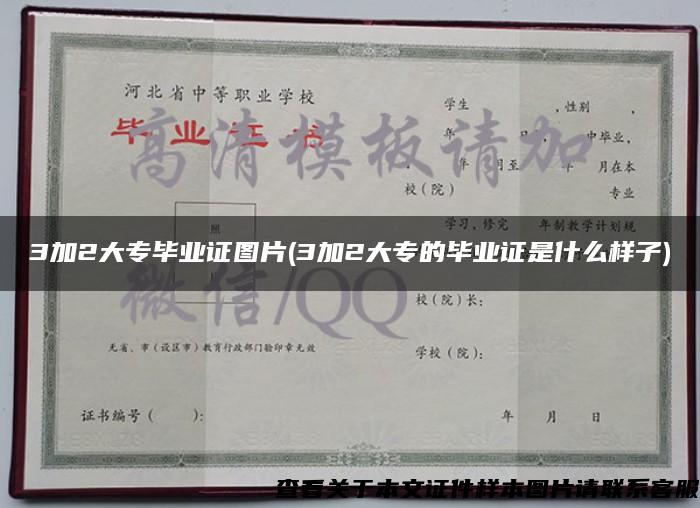 河北省中等职业学校
毕业证书
高清模板请加
学生 ，性别 ，
年 日， 中毕业，
年 月至 年 月在本
校（院） 专业
学习，修完 年制教学计划规
照
3加2大专毕业证图片(3加2大专的毕业证是什么样子)
微信/QQ
校（院）长：
无省、市（设区市）教育行政部门验印章无效
学校（院）：
证书编号（ ）：
年 月 日
查看关于本文证件样本图片请联系客服